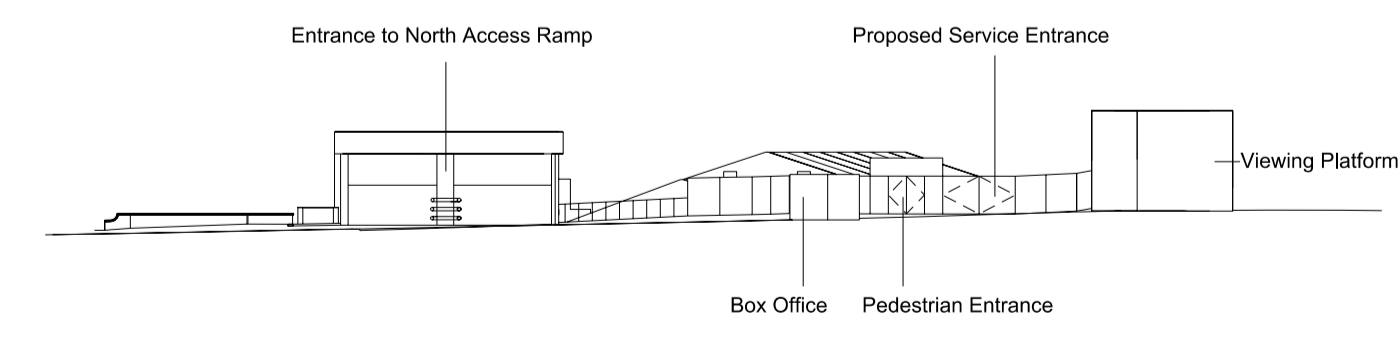 Entrance to North Access Ramp
Proposed Service Entrance
Viewing Platform
Box Office
Pedestrian Entrance